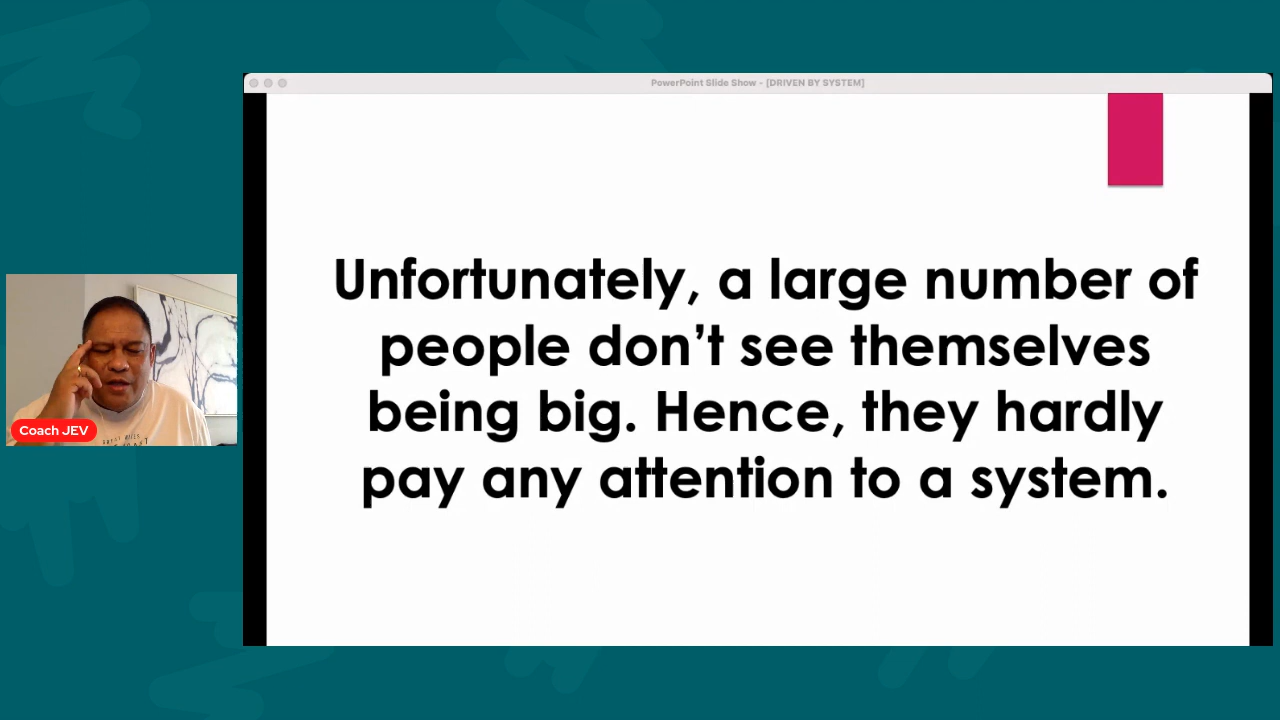 PowerPoint Slide Show - [DRIVEN BY SYSTEM]
Unfortunately, a large number of
people don’t see themselves
being big. Hence, they hardly
pay any attention to a system.
Coach JEV